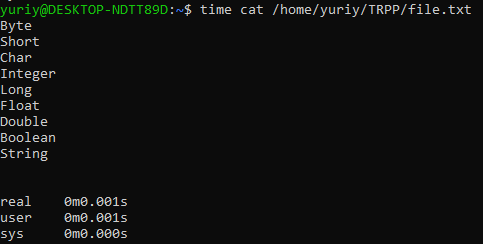 yuriy@DESKTOP-NDTT89D:~$ time cat /home/yuriy/TRPP/file.txt
Byte
Short
Char
Integer
Long
Float
Double
Boolean
String
real    0m0.001s
user    0m0.001s
sys     0m0.000s